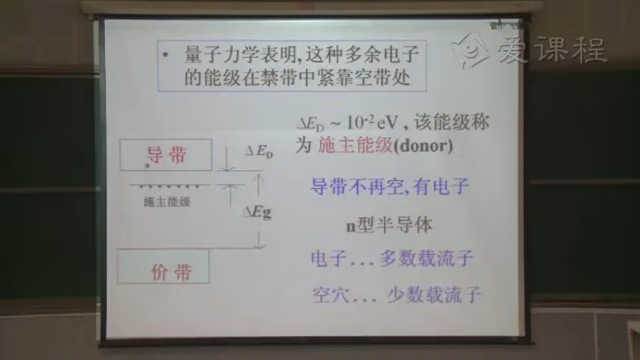 爱课程
• 量子力学表明,这种多余电子
的能级在禁带中紧靠空带处
ΔE_D ~ 10⁻² eV , 该能级称
为 施主能级(donor)
导带
ΔE_D
施主能级
ΔEg
价带
导带不再空,有电子
n型半导体
电子… 多数载流子
空穴… 少数载流子